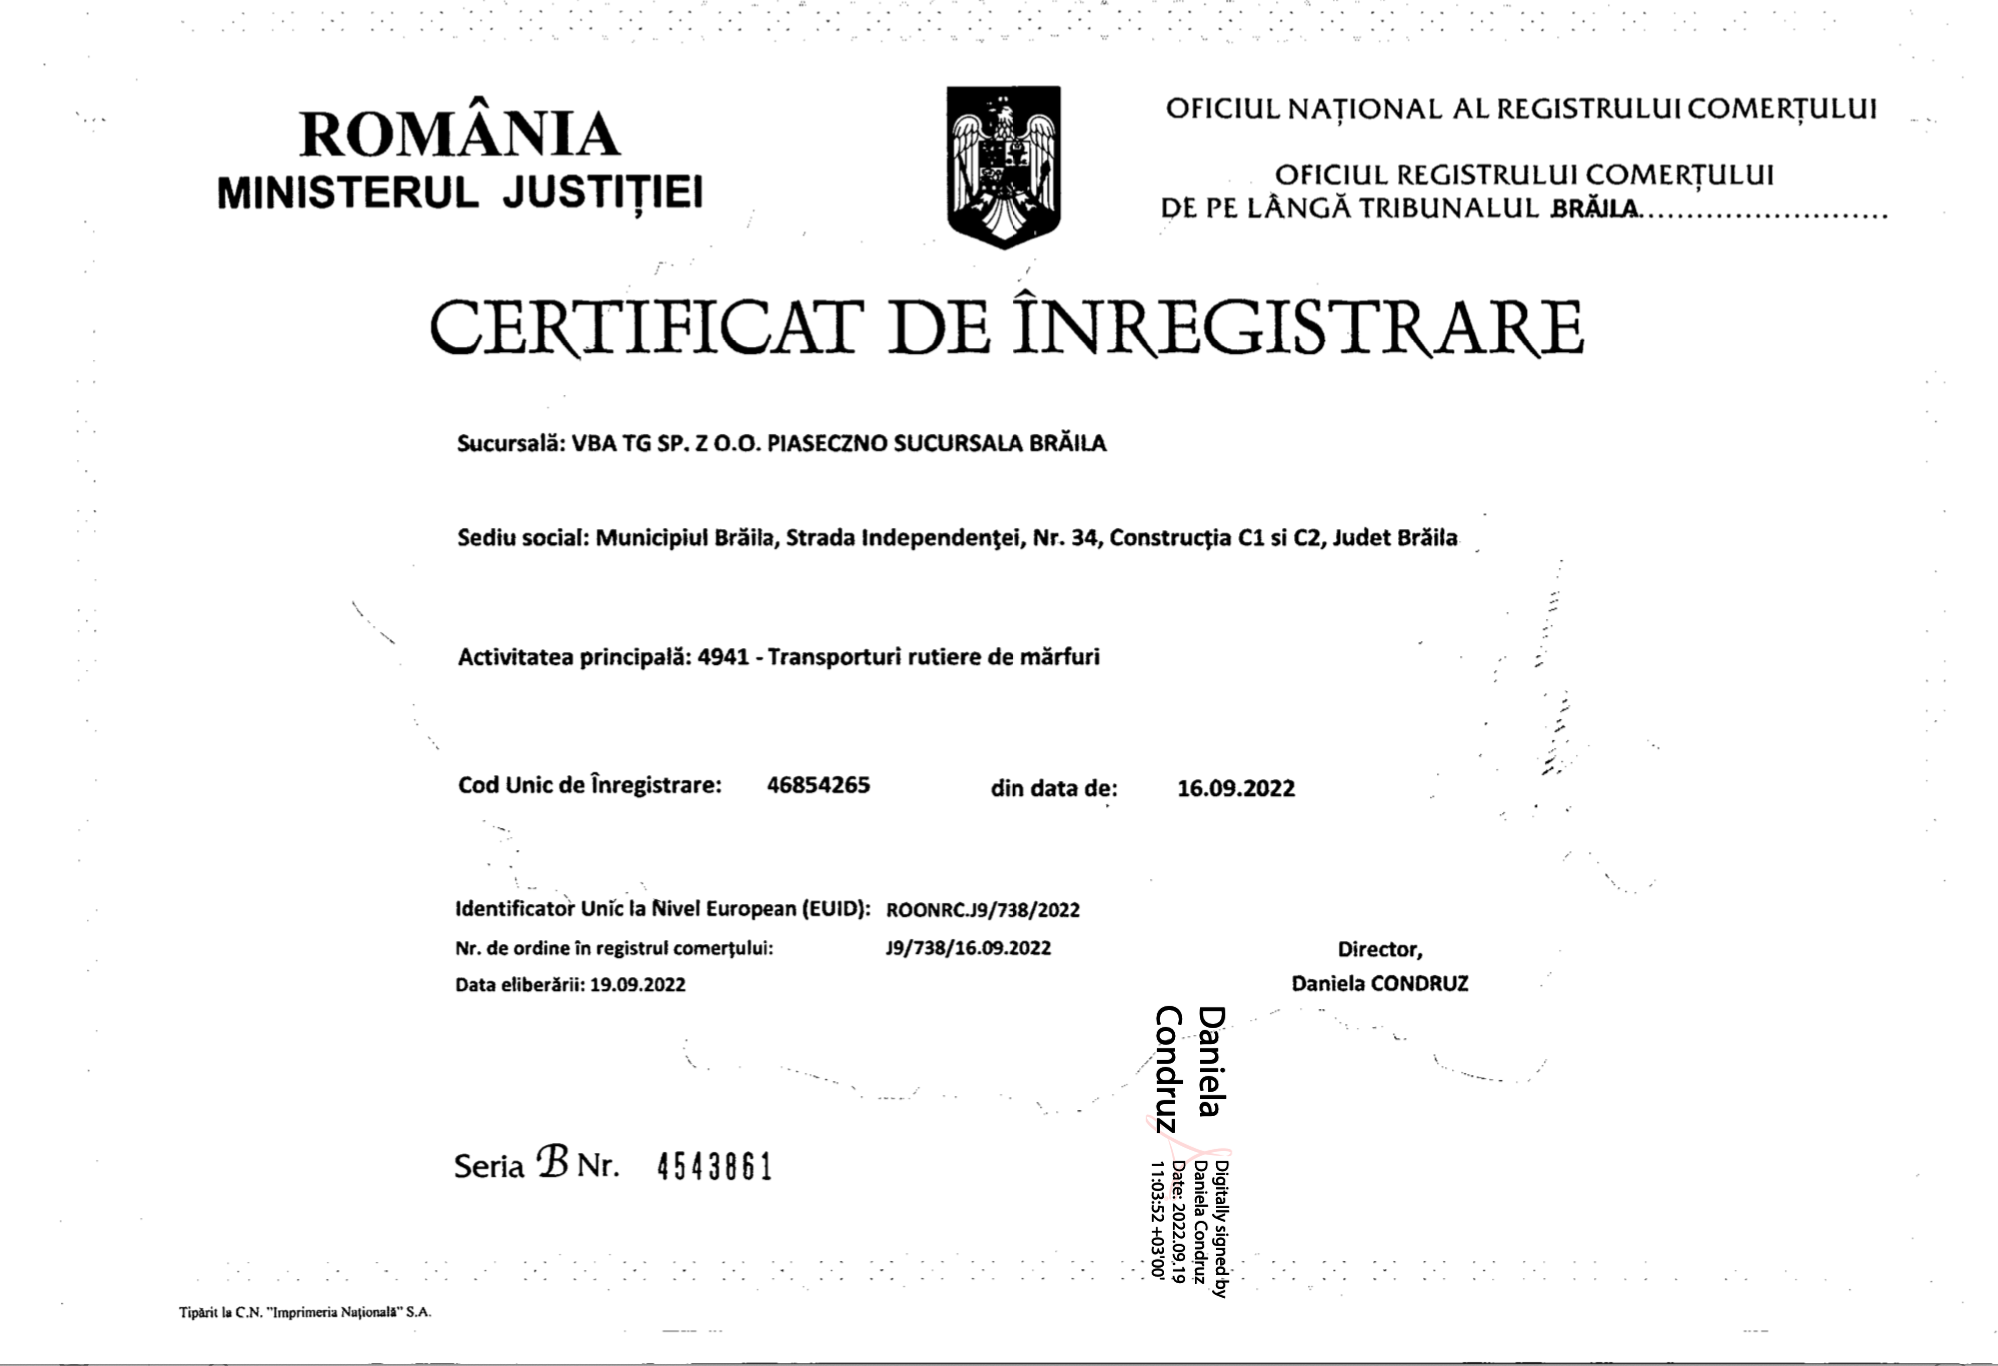 ROMÂNIA
MINISTERUL JUSTIȚIEI
OFICIUL NAȚIONAL AL REGISTRULUI COMERȚULUI
OFICIUL REGISTRULUI COMERȚULUI
DE PE LÂNGĂ TRIBUNALUL BRĂILA..........................
CERTIFICAT DE ÎNREGISTRARE
Sucursală: VBA TG SP. Z O.O. PIASECZNO SUCURSALA BRĂILA
Sediu social: Municipiul Brăila, Strada Independenței, Nr. 34, Construcția C1 si C2, Judet Brăila
Activitatea principală: 4941 - Transporturi rutiere de mărfuri
Cod Unic de Înregistrare: 46854265 din data de: 16.09.2022
Identificator Unic la Nivel European (EUID): ROONRC.J9/738/2022
Nr. de ordine în registrul comerțului: J9/738/16.09.2022
Data eliberării: 19.09.2022
Director,
Daniela CONDRUZ
Daniela
Condruz
Digitally signed by
Daniela Condruz
Date: 2022.09.19
11:03:52 +03'00'
Seria B Nr. 4543861
Tipărit la C.N. "Imprimeria Națională" S.A.